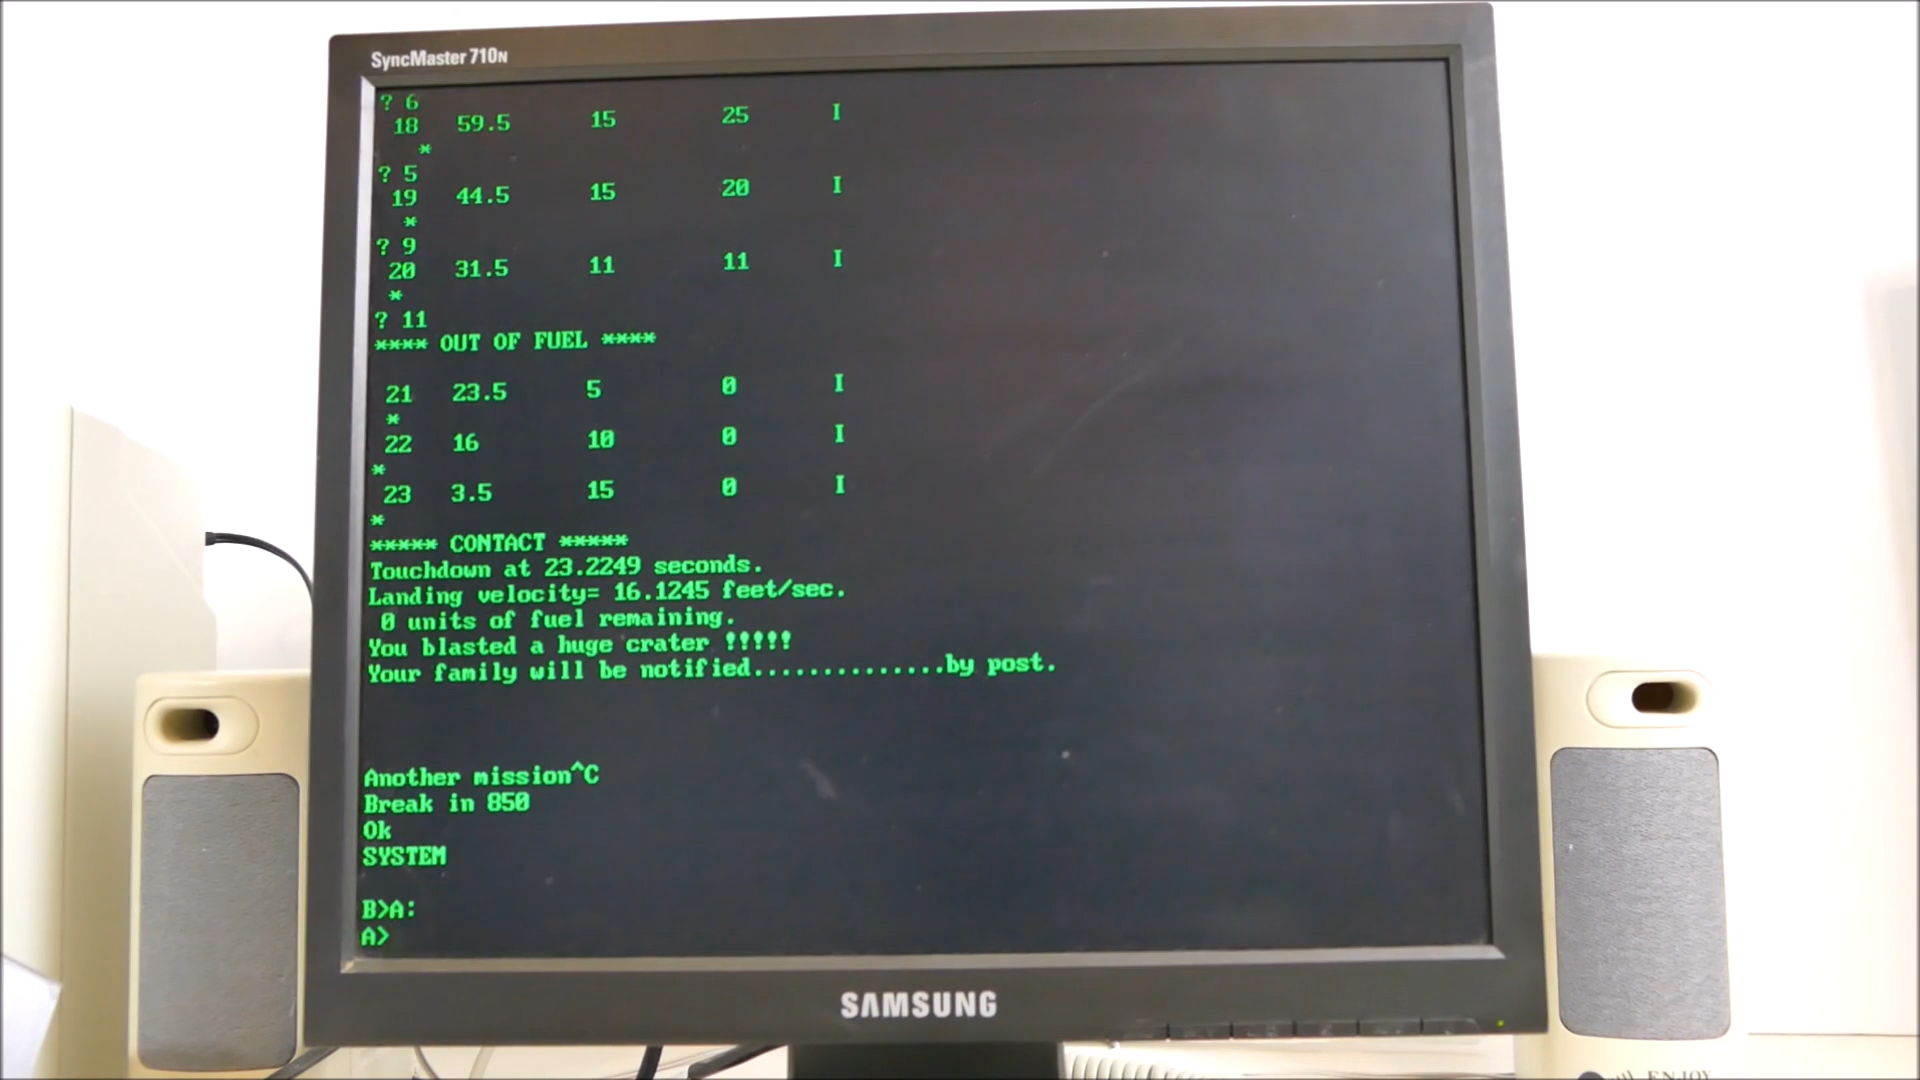 SyncMaster 710N
? 6
18 59.5 15 25 I
*
? 5
19 44.5 15 20 I
*
? 9
20 31.5 11 11 I
*
? 11
**** OUT OF FUEL ****
21 23.5 5 0 I
*
22 16 10 0 I
*
23 3.5 15 0 I
*
***** CONTACT *****
Touchdown at 23.2249 seconds.
Landing velocity= 16.1245 feet/sec.
0 units of fuel remaining.
You blasted a huge crater !!!!!
Your family will be notified..............by post.
Another mission^C
Break in 850
Ok
SYSTEM
B>A:
A>
SAMSUNG
ENJOY